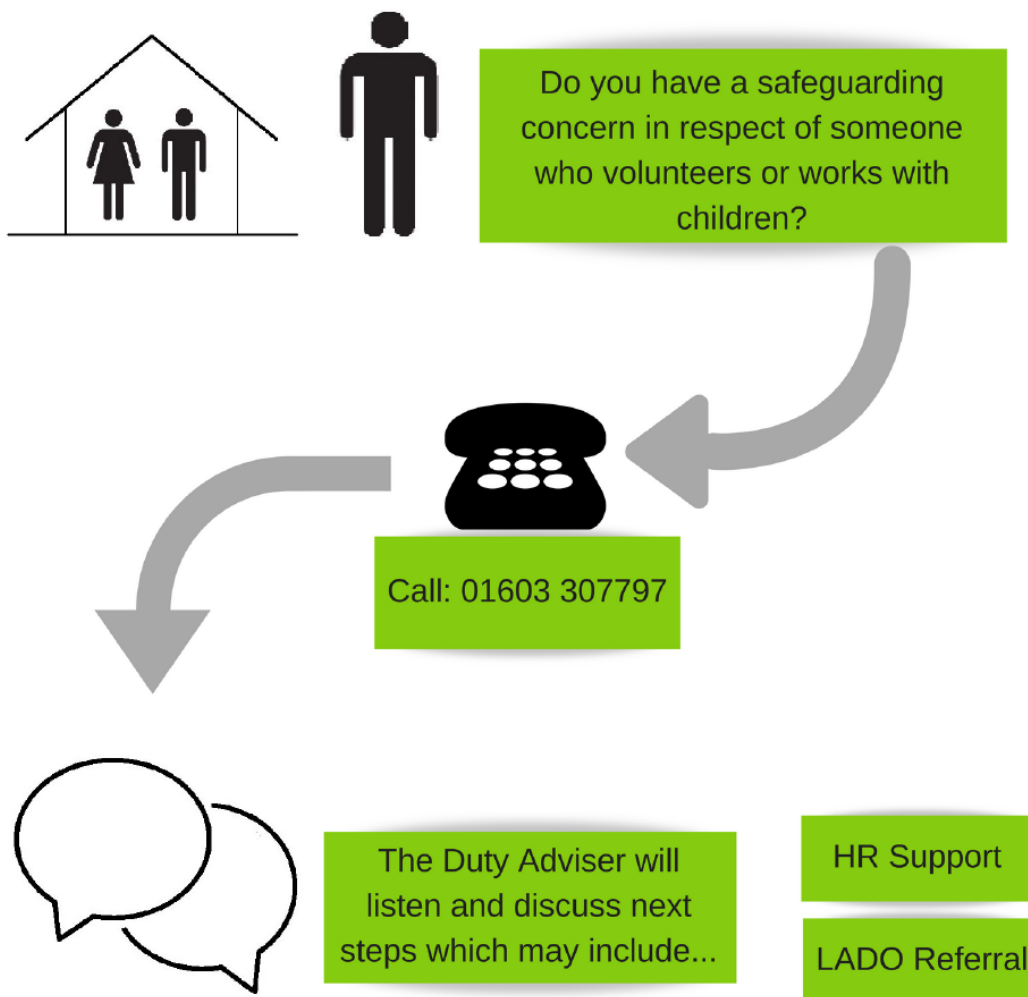 Do you have a safeguarding
concern in respect of someone
who volunteers or works with
children?
Call: 01603 307797
The Duty Adviser will
listen and discuss next
steps which may include...
HR Support
LADO Referral